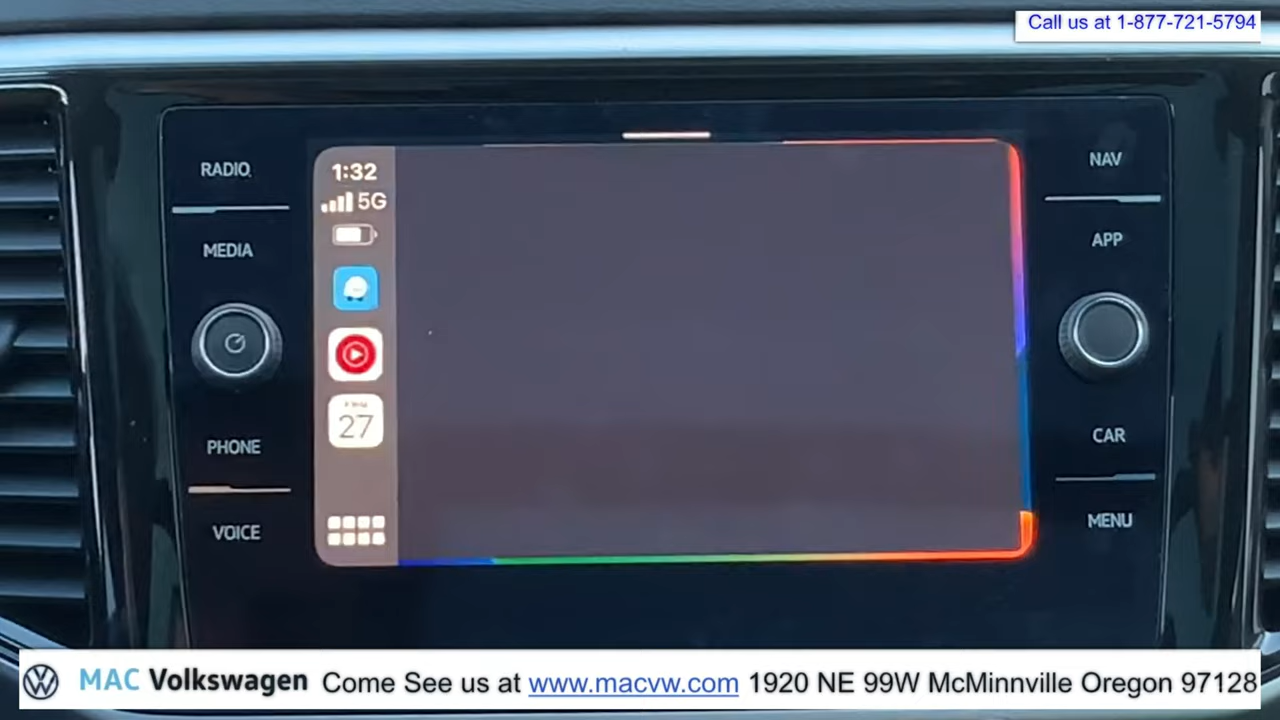 Call us at 1-877-721-5794
RADIO
MEDIA
PHONE
VOICE
1:32
5G
27
NAV
APP
CAR
MENU
MAC Volkswagen Come See us at www.macvw.com 1920 NE 99W McMinnville Oregon 97128